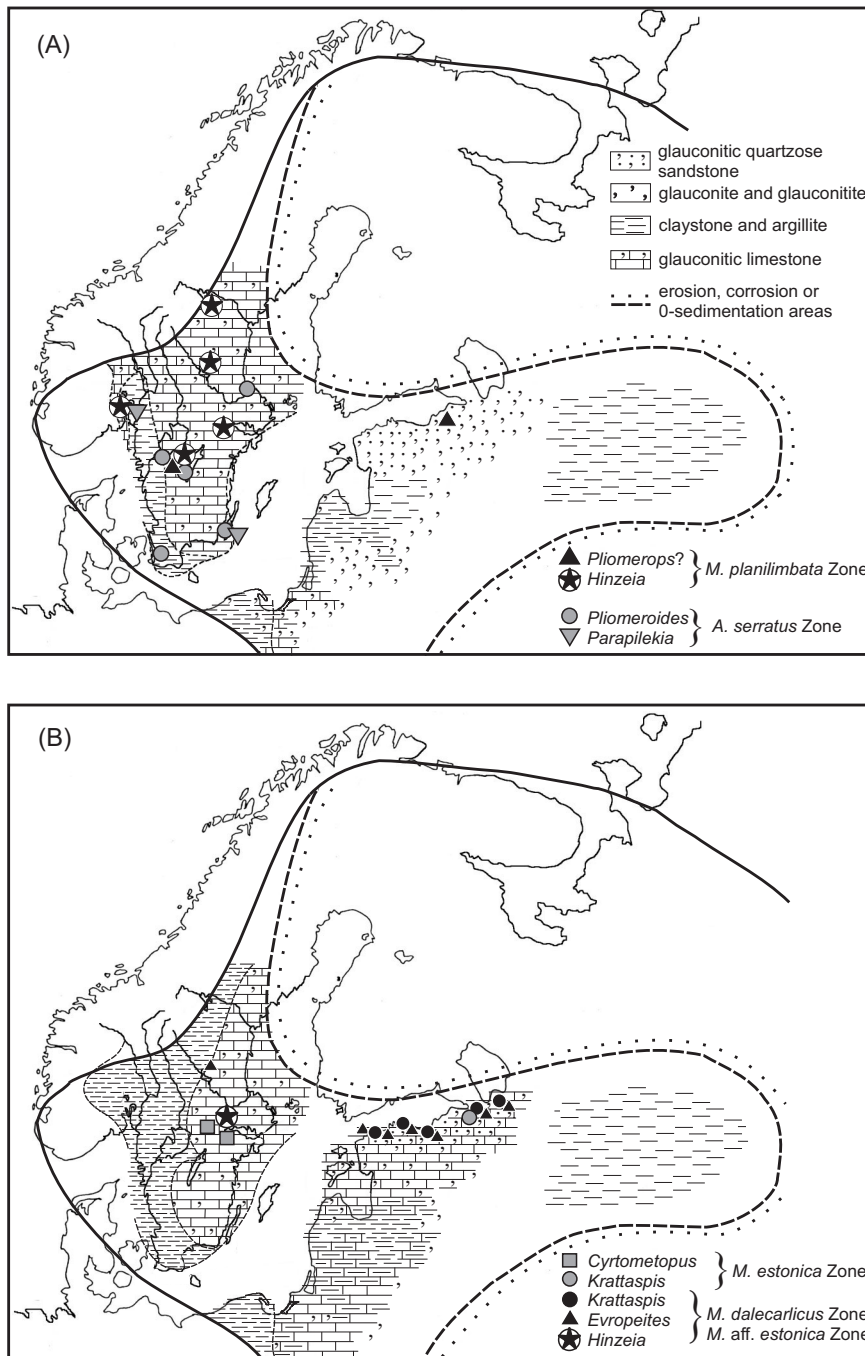 (A)
glauconitic quartzose
sandstone
glauconite and glauconitite
claystone and argillite
glauconitic limestone
erosion, corrosion or
0-sedimentation areas
Pliomerops?
Hinzeia
M. planilimbata Zone
Pliomeroides
Parapilekia
A. serratus Zone
(B)
Cyrtometopus
Krattaspis
M. estonica Zone
Krattaspis
Evropeites
Hinzeia
M. dalecarlicus Zone
M. aff. estonica Zone